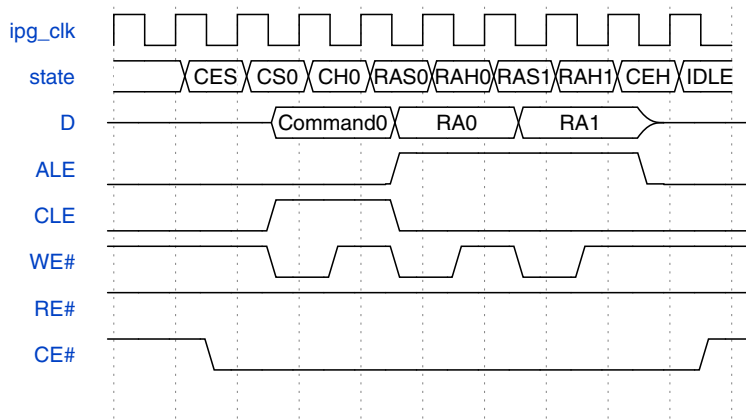 ipg_clk
state CES CS0 CH0 RAS0 RAH0 RAS1 RAH1 CEH IDLE
D Command0 RA0 RA1
ALE
CLE
WE#
RE#
CE#